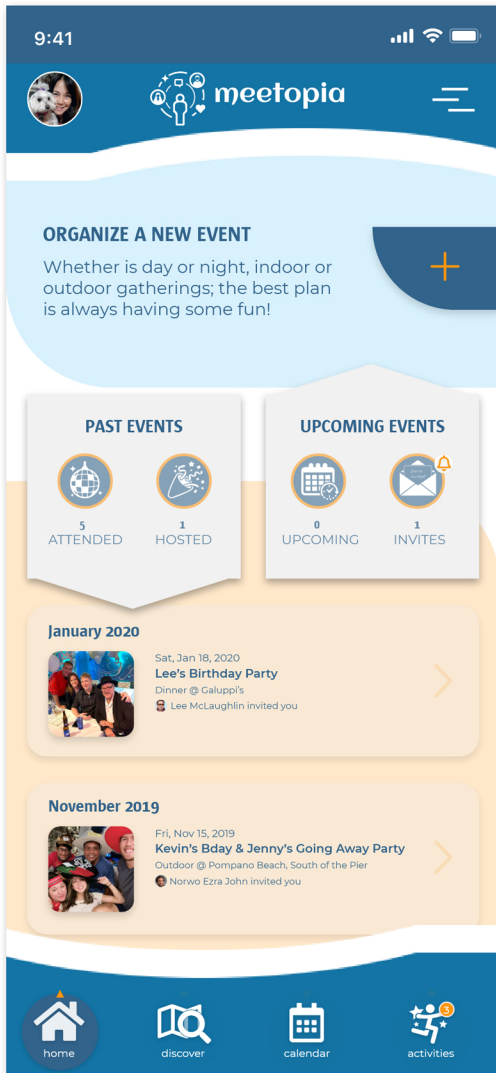 9:41
meetopia
ORGANIZE A NEW EVENT
Whether is day or night, indoor or
outdoor gatherings; the best plan
is always having some fun!
PAST EVENTS
5
ATTENDED
1
HOSTED
UPCOMING EVENTS
0
UPCOMING
1
INVITES
January 2020
Sat, Jan 18, 2020
Lee's Birthday Party
Dinner @ Galuppi's
Lee McLaughlin invited you
November 2019
Fri, Nov 15, 2019
Kevin's Bday & Jenny's Going Away Party
Outdoor @ Pompano Beach, South of the Pier
Norwo Ezra John invited you
home
discover
calendar
3
activities